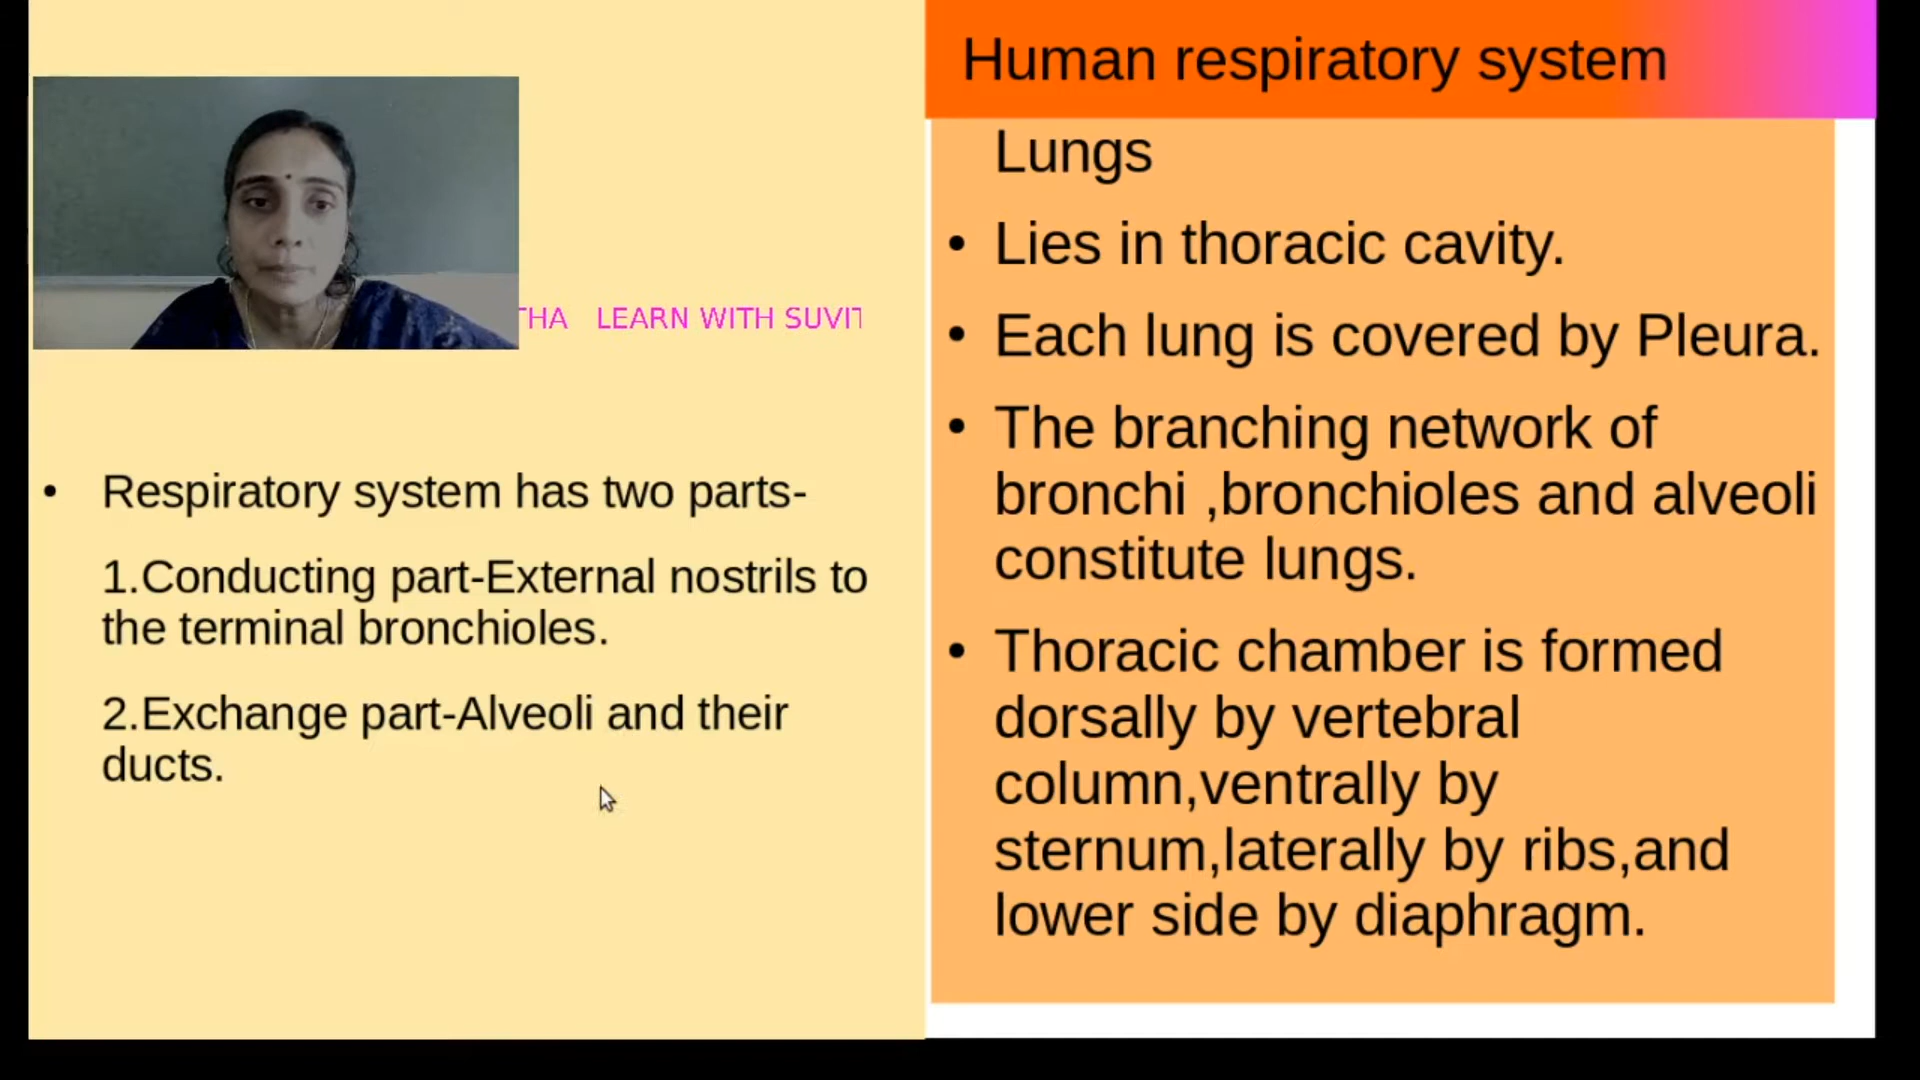 THA   LEARN WITH SUVIT
• Respiratory system has two parts-
1.Conducting part-External nostrils to
the terminal bronchioles.
2.Exchange part-Alveoli and their
ducts.
Human respiratory system
Lungs
• Lies in thoracic cavity.
• Each lung is covered by Pleura.
• The branching network of
bronchi ,bronchioles and alveoli
constitute lungs.
• Thoracic chamber is formed
dorsally by vertebral
column,ventrally by
sternum,laterally by ribs,and
lower side by diaphragm.